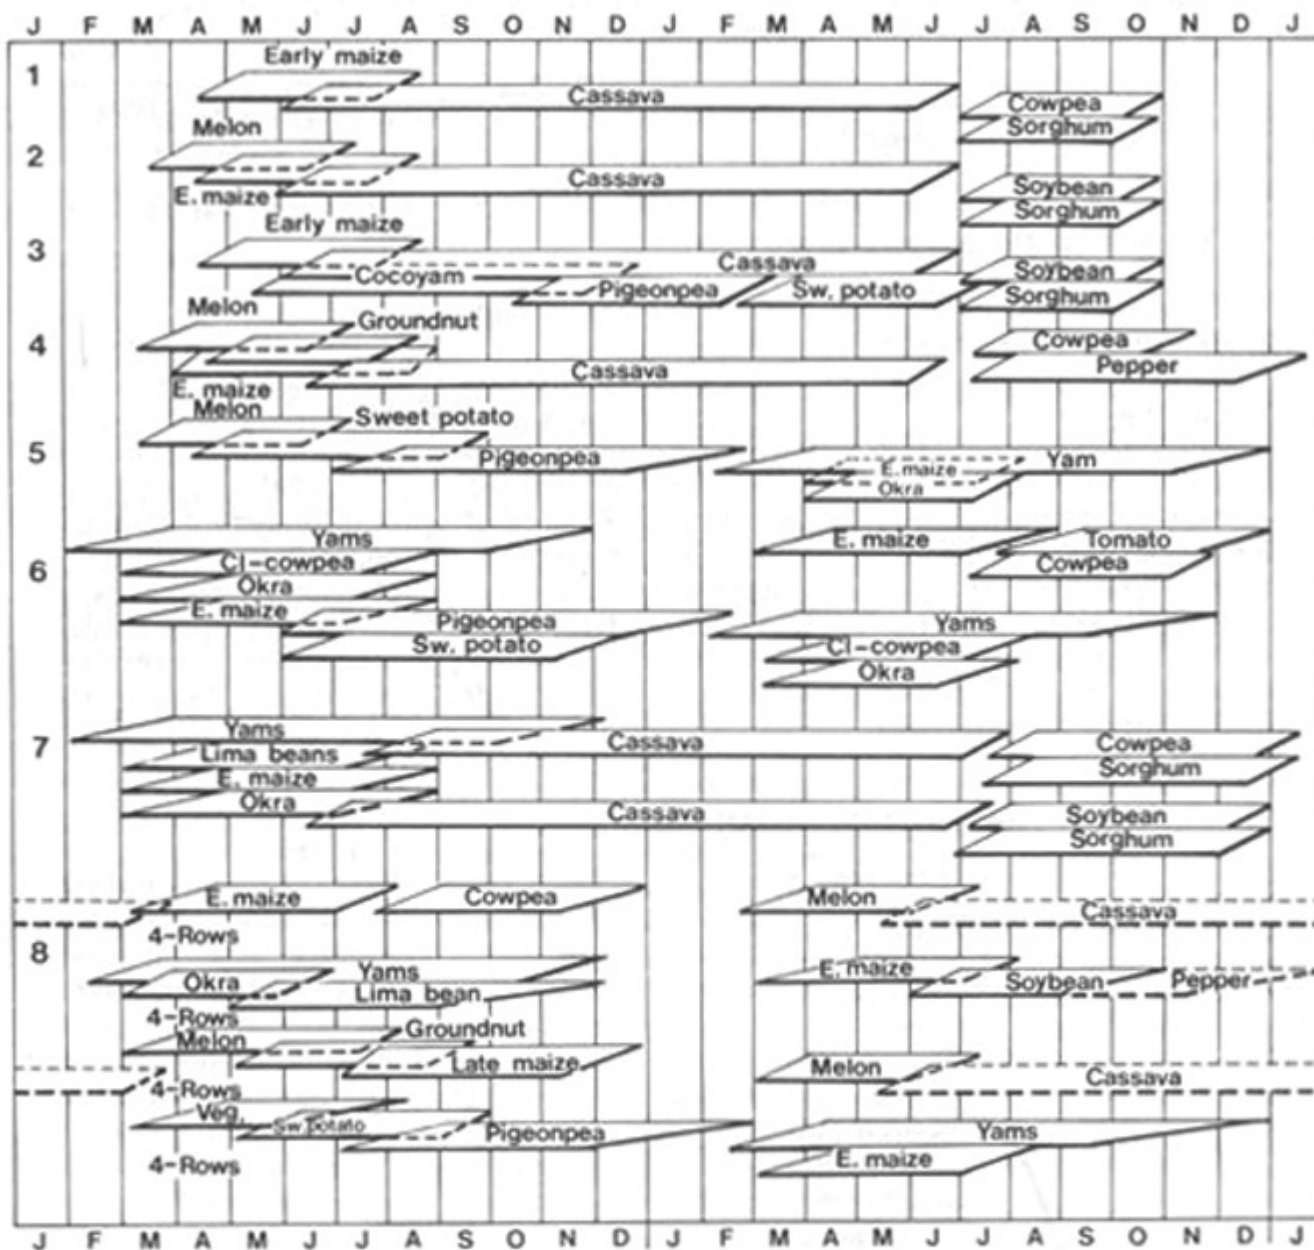 J F M A M J J A S O N D J F M A M J J A S O N D J
Early maize
1
Cassava
Cowpea
Melon
Sorghum
2
Cassava
Soybean
E. maize
Sorghum
Early maize
3
Cassava
Soybean
Cocoyam
Pigeonpea
Sw. potato
Sorghum
Melon
Groundnut
4
Cowpea
Cassava
Pepper
E. maize
Melon
Sweet potato
5
Pigeonpea
Yam
E. maize
Okra
Yams
E. maize
Tomato
6
Cl-cowpea
Cowpea
Okra
E. maize
Pigeonpea
Yams
Sw. potato
Cl-cowpea
Okra
Yams
7
Cassava
Cowpea
Lima beans
Sorghum
E. maize
Okra
Cassava
Soybean
Sorghum
E. maize
Cowpea
Melon
Cassava
4-Rows
8
Yams
E. maize
Okra
Soybean
Pepper
Lima bean
4-Rows
Groundnut
Melon
Late maize
Melon
Cassava
4-Rows
Veg.
Sw. potato
Pigeonpea
Yams
4-Rows
E. maize
J F M A M J J A S O N D J F M A M J J A S O N D J